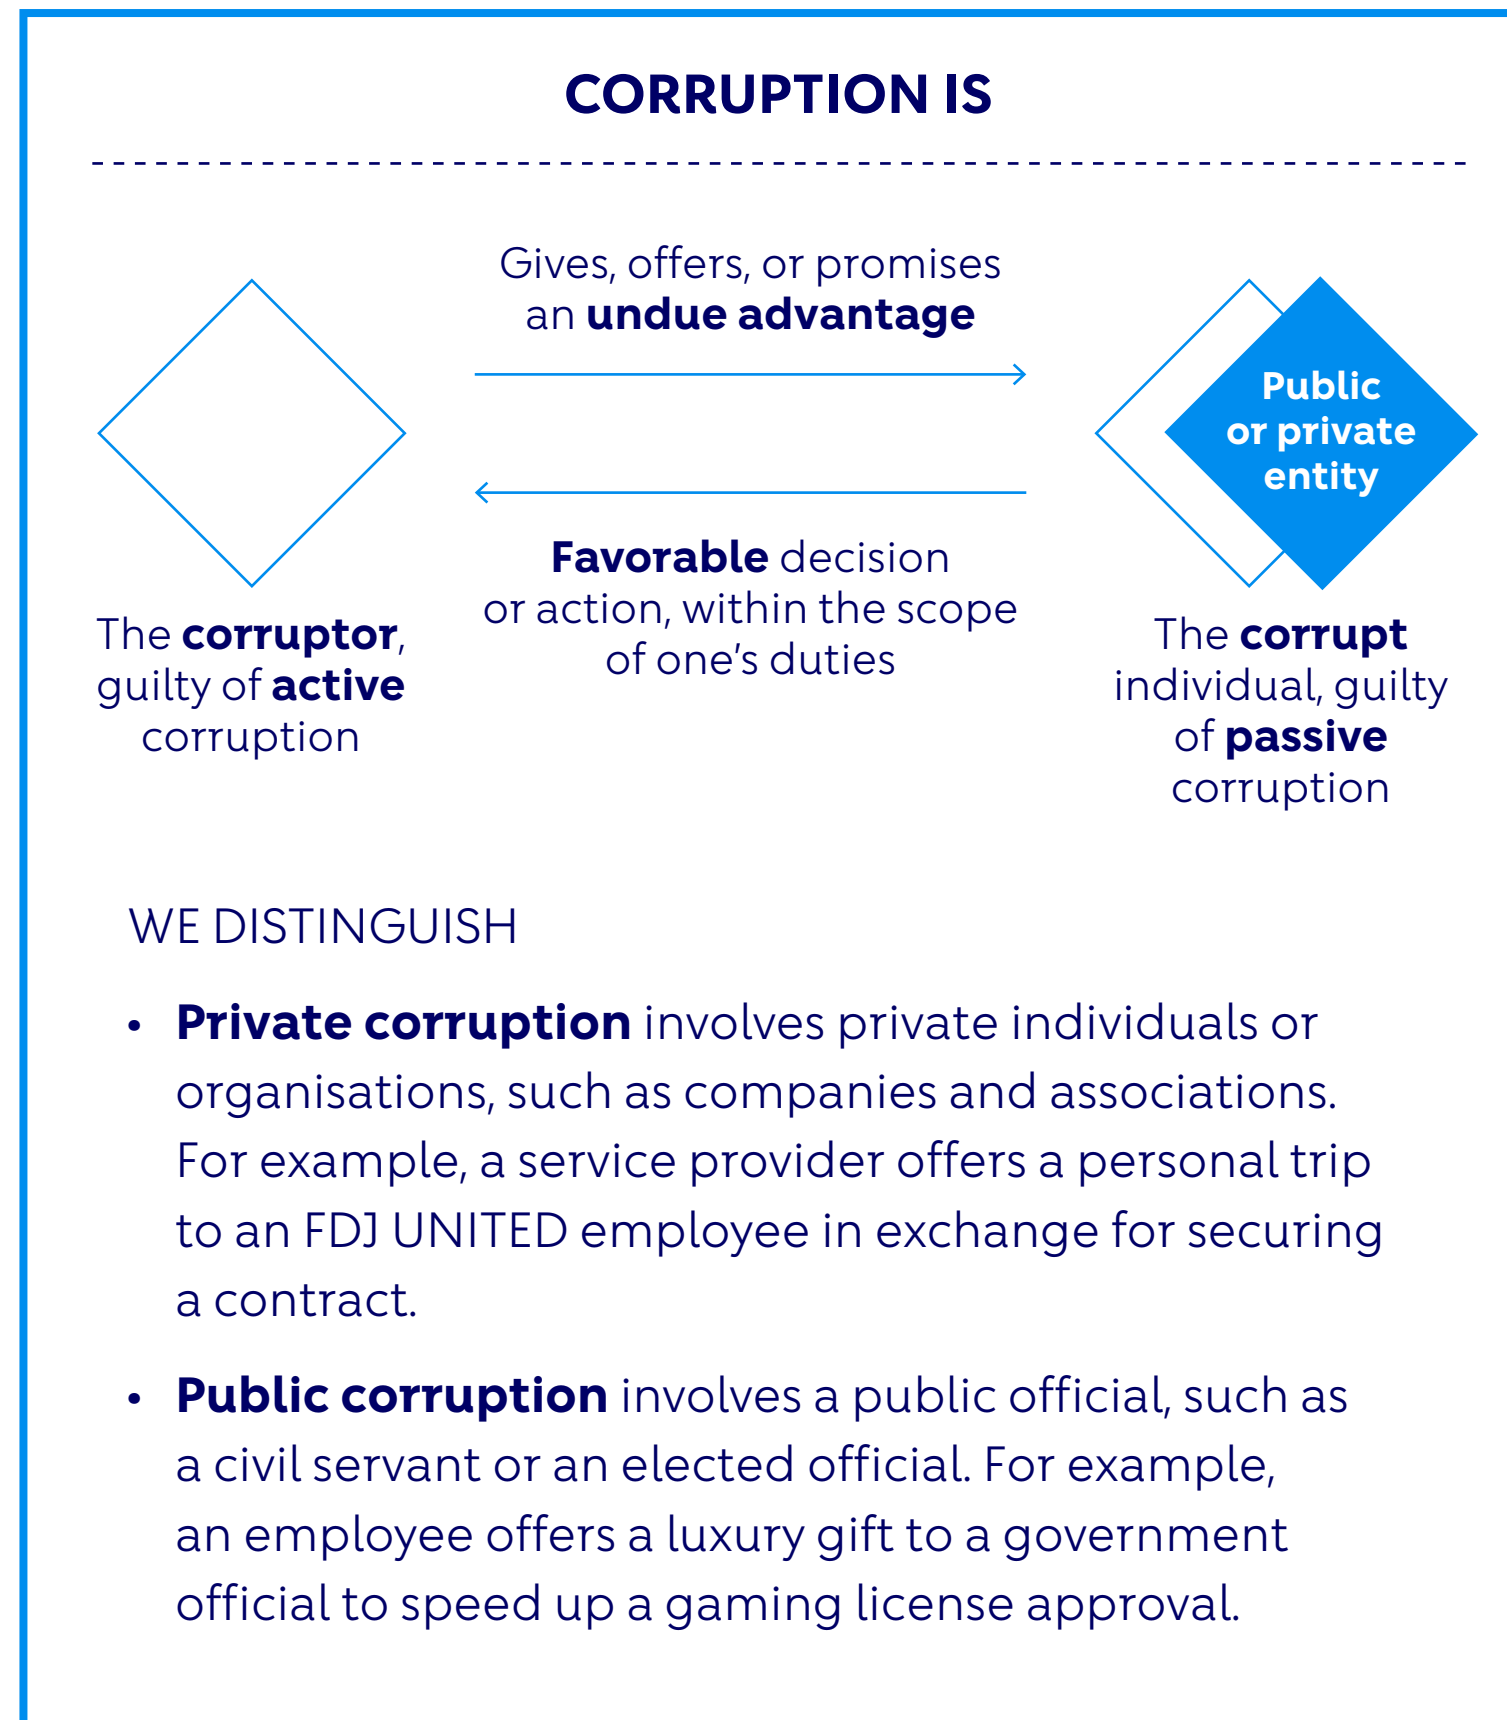 CORRUPTION IS
Gives, offers, or promises
an undue advantage
Public
or private
entity
Favorable decision
or action, within the scope
of one's duties
The corruptor,
guilty of active
corruption
The corrupt
individual, guilty
of passive
corruption
WE DISTINGUISH
• Private corruption involves private individuals or
organisations, such as companies and associations.
For example, a service provider offers a personal trip
to an FDJ UNITED employee in exchange for securing
a contract.
• Public corruption involves a public official, such as
a civil servant or an elected official. For example,
an employee offers a luxury gift to a government
official to speed up a gaming license approval.